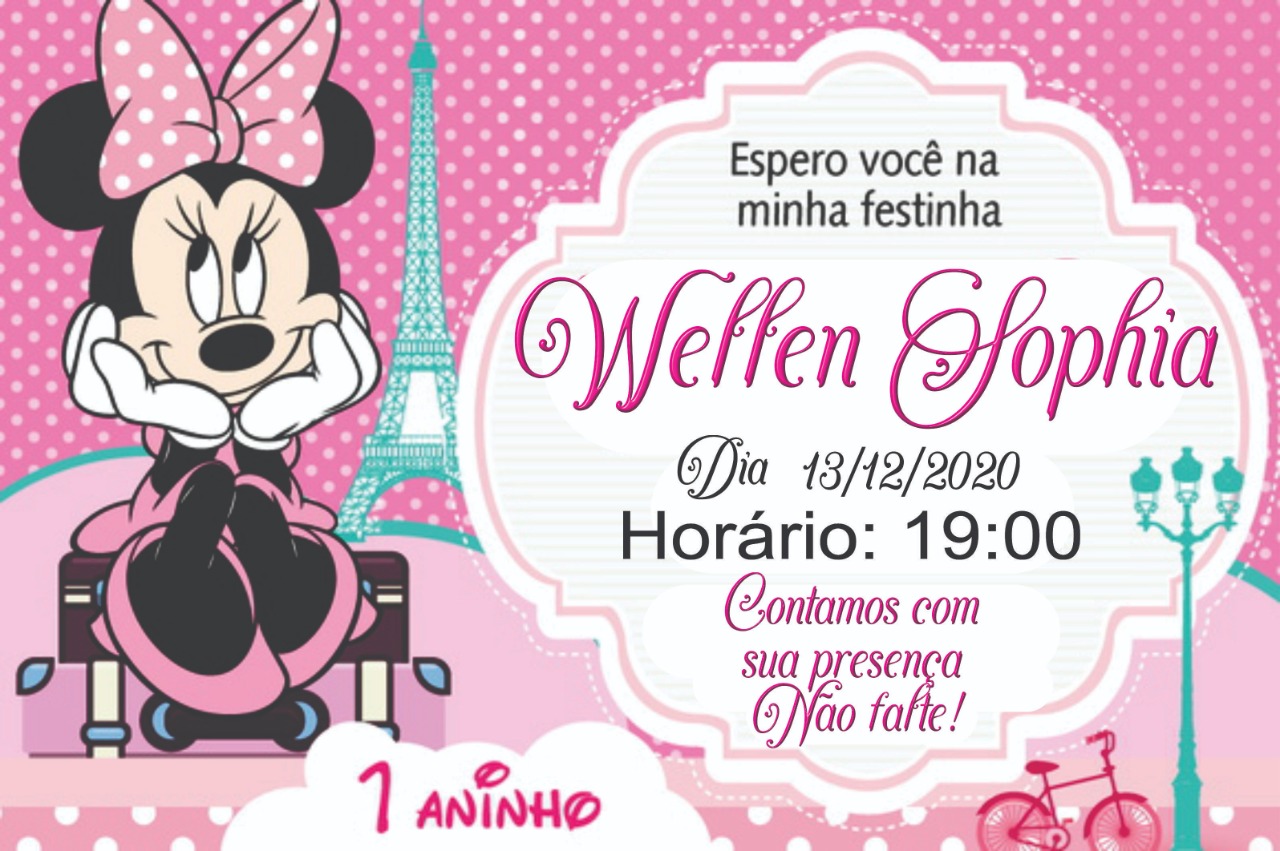 Espero você na
minha festinha
Wellen Sophia
Dia 13/12/2020
Horário: 19:00
Contamos com
sua presença
Não falte!
1 ANINHO